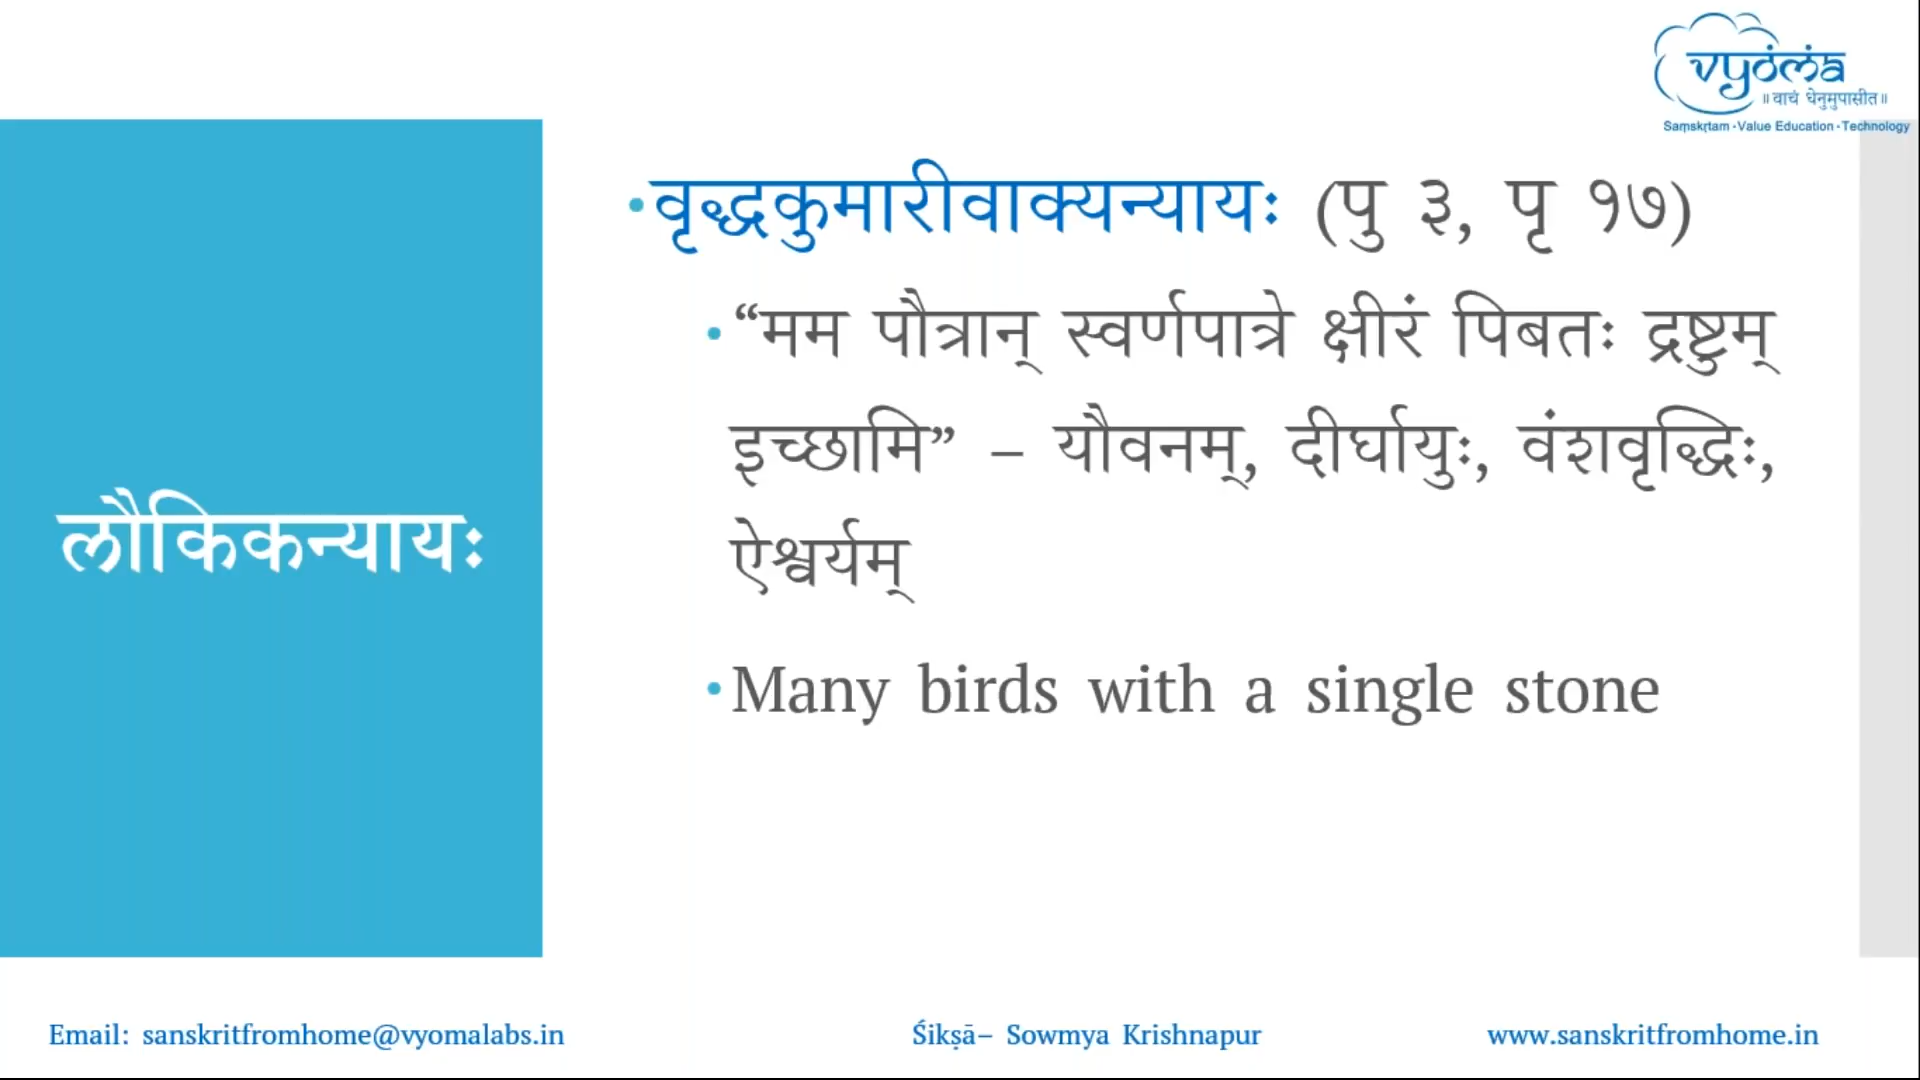 vyoma
॥ वाचं धेनुमुपासीत॥
Saṃskṛtam - Value Education - Technology
लौकिकन्यायः
•वृद्धकुमारीवाक्यन्यायः (पु ३, पृ १७)
•“मम पौत्रान् स्वर्णपात्रे क्षीरं पिबतः द्रष्टुम्
इच्छामि” – यौवनम्, दीर्घायुः, वंशवृद्धिः,
ऐश्वर्यम्
•Many birds with a single stone
Email: sanskritfromhome@vyomalabs.in
Śikṣā– Sowmya Krishnapur
www.sanskritfromhome.in